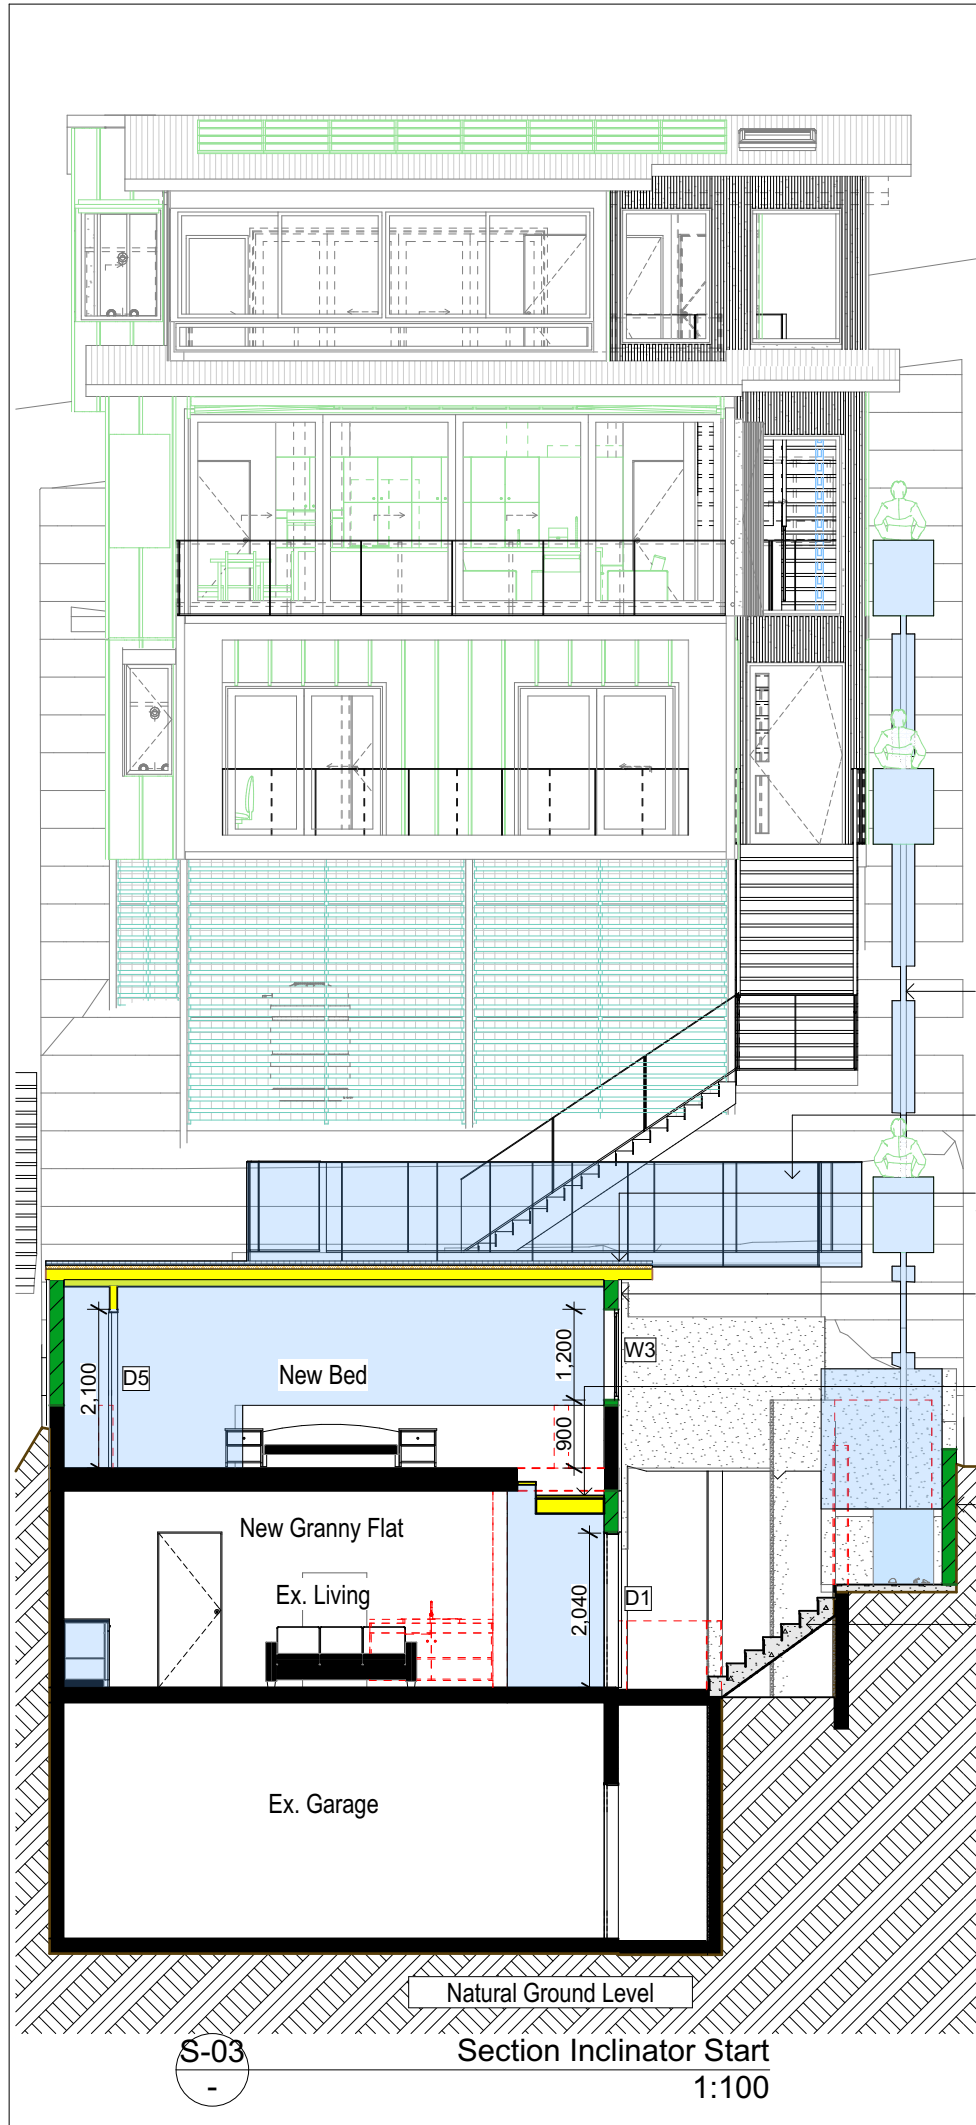 2,100
D5
New Bed
1,200
W3
900
New Granny Flat
Ex. Living
2,040
D1
Ex. Garage
Natural Ground Level
S-03
-
Section Inclinator Start
1:100